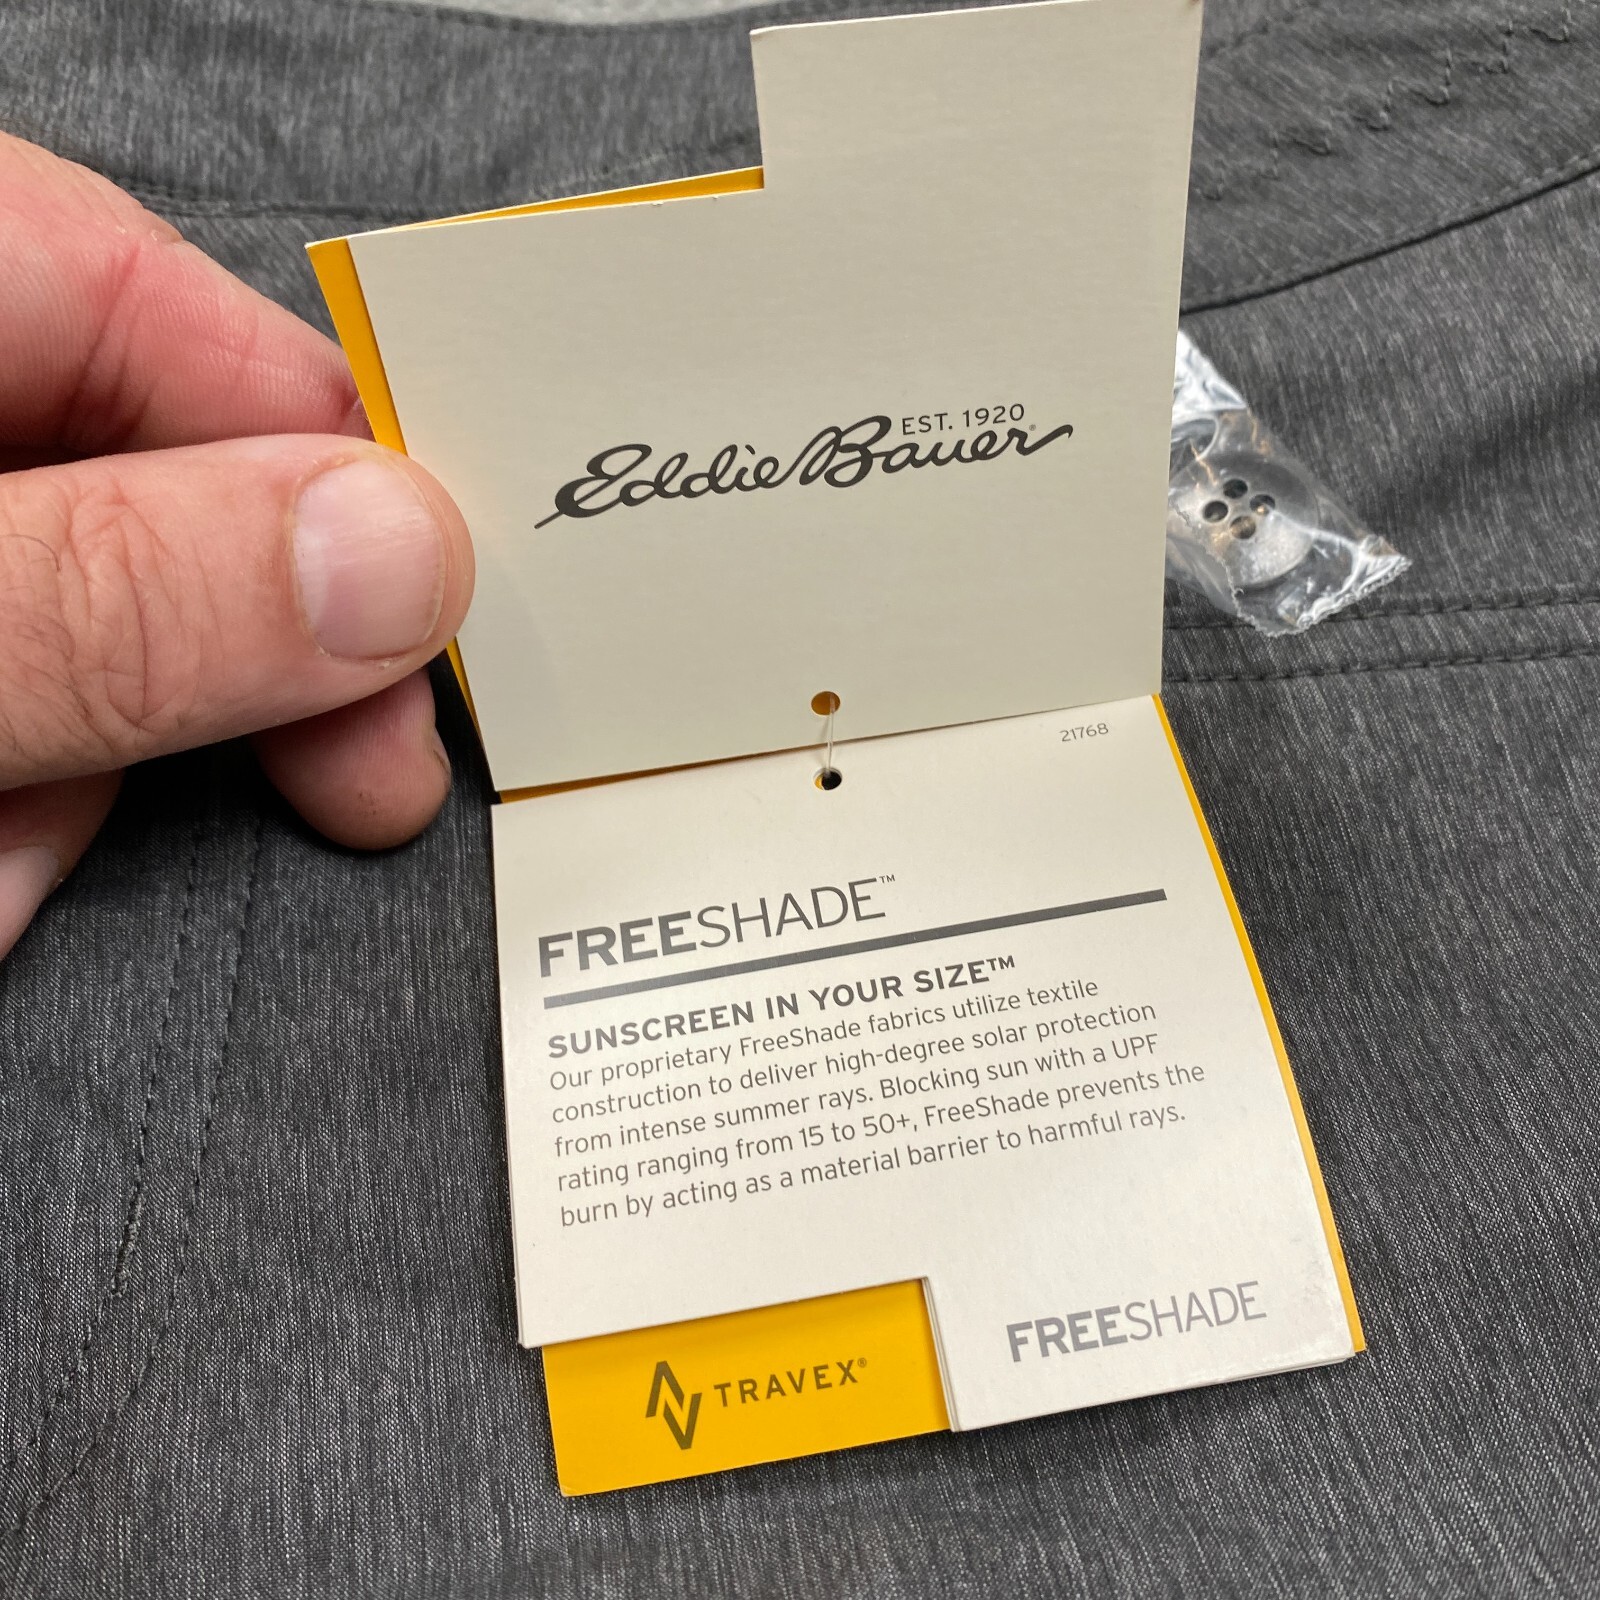 EST. 1920
Eddie Bauer®
21768
FREESHADE™
SUNSCREEN IN YOUR SIZE™
Our proprietary FreeShade fabrics utilize textile
construction to deliver high-degree solar protection
from intense summer rays. Blocking sun with a UPF
rating ranging from 15 to 50+, FreeShade prevents the
burn by acting as a material barrier to harmful rays.
FREESHADE
TRAVEX®